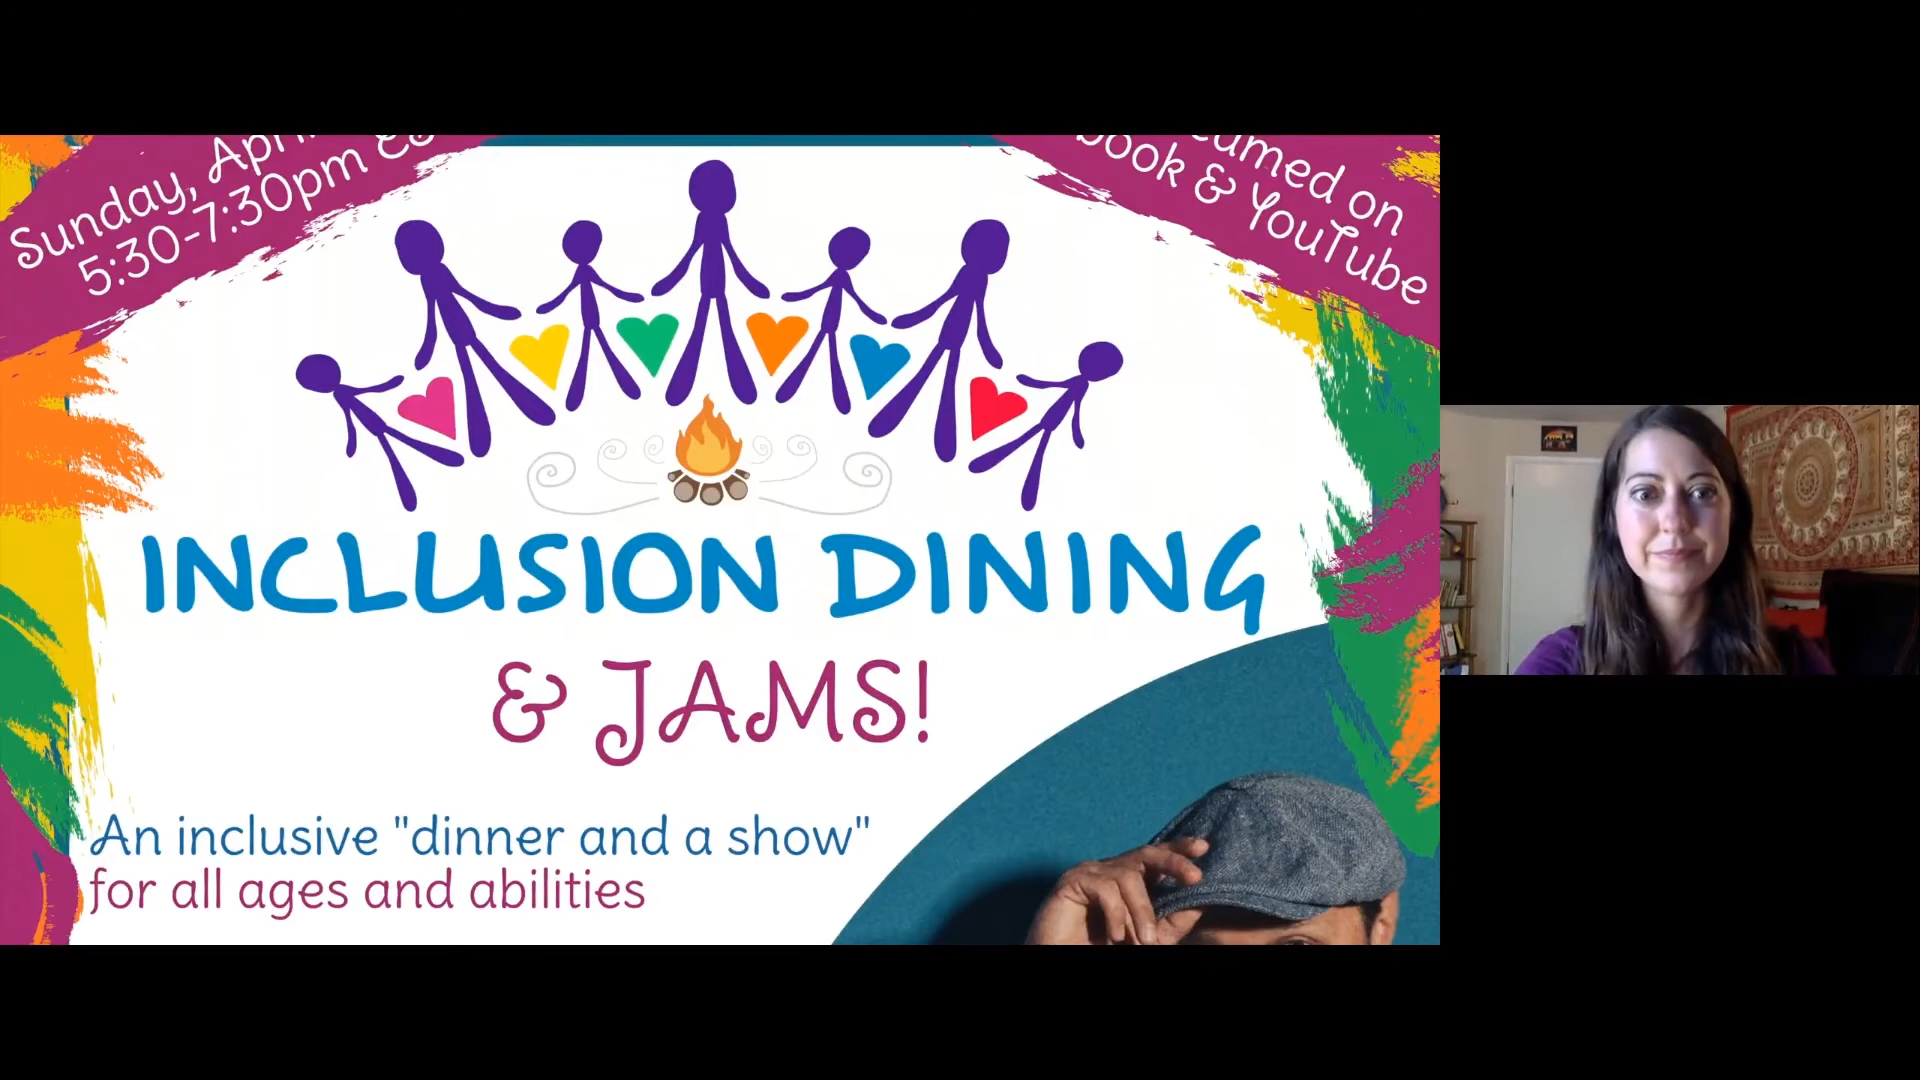 Sunday,
5:30-7:30pm
on
& YouTube
INCLUSION DINING
& JAMS!
An inclusive "dinner and a show"
for all ages and abilities